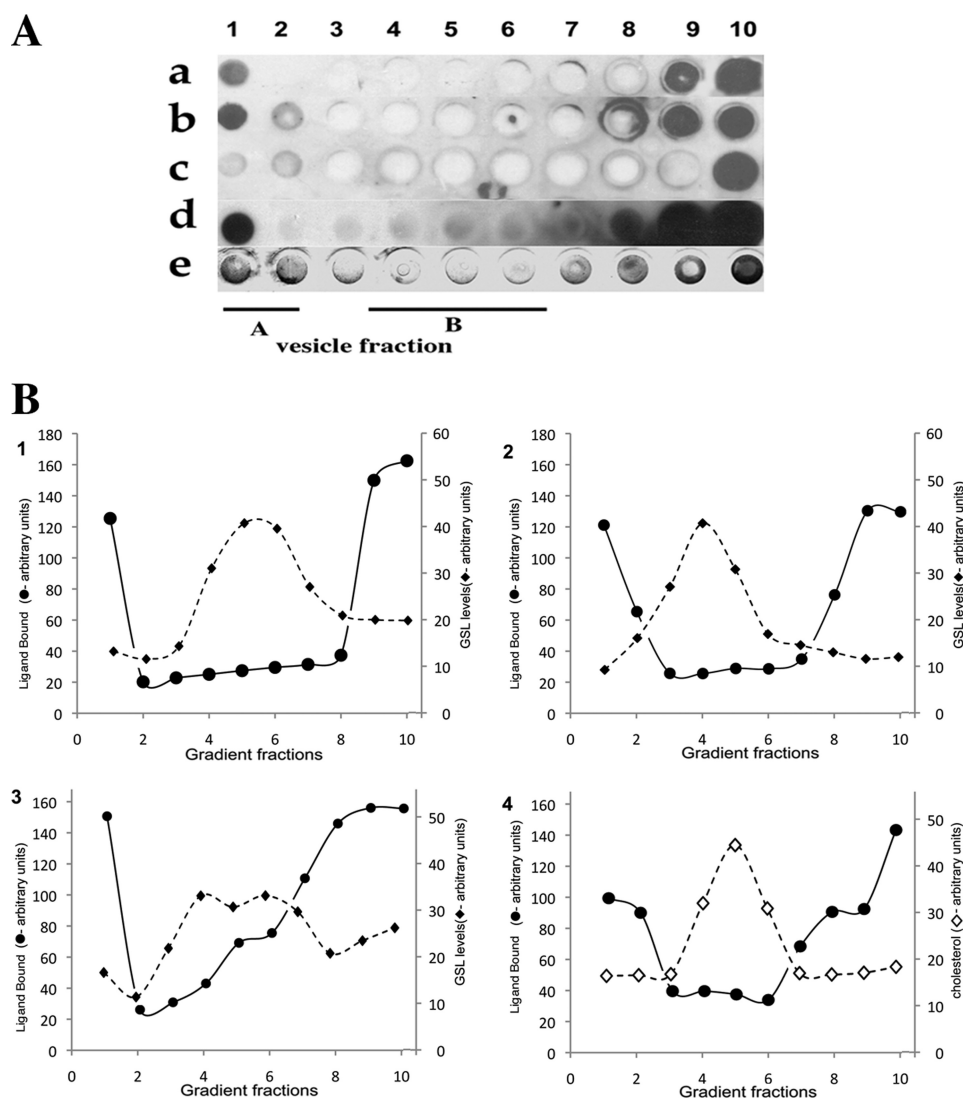 A
1 2 3 4 5 6 7 8 9 10
a
b
c
d
e
A B
vesicle fraction
B
1
180
160
140
120
100
80
60
40
20
0
Ligand Bound (●- arbitrary units)
60
50
40
30
20
10
0
GSL levels(◆- arbitrary units)
0 2 4 6 8 10
Gradient fractions
2
180
160
140
120
100
80
60
40
20
0
Ligand Bound (●- arbitrary units)
60
50
40
30
20
10
0
GSL levels(◆- arbitrary units)
0 2 4 6 8 10
Gradient fractions
3
160
140
120
100
80
60
40
20
0
Ligand Bound (●- arbitrary units)
50
40
30
20
10
0
GSL levels(◆- arbitrary units)
0 2 4 6 8 10
Gradient fractions
4
160
140
120
100
80
60
40
20
0
Ligand Bound (●- arbitrary units)
50
40
30
20
10
0
cholesterol (◇- arbitrary units)
0 2 4 6 8 10
Gradient fractions